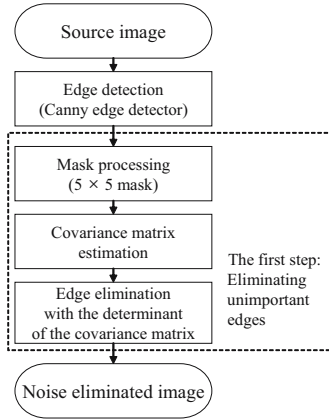 Source image
Edge detection
(Canny edge detector)
Mask processing
(5 × 5 mask)
Covariance matrix
estimation
The first step:
Eliminating
unimportant
edges
Edge elimination
with the determinant
of the covariance matrix
Noise eliminated image